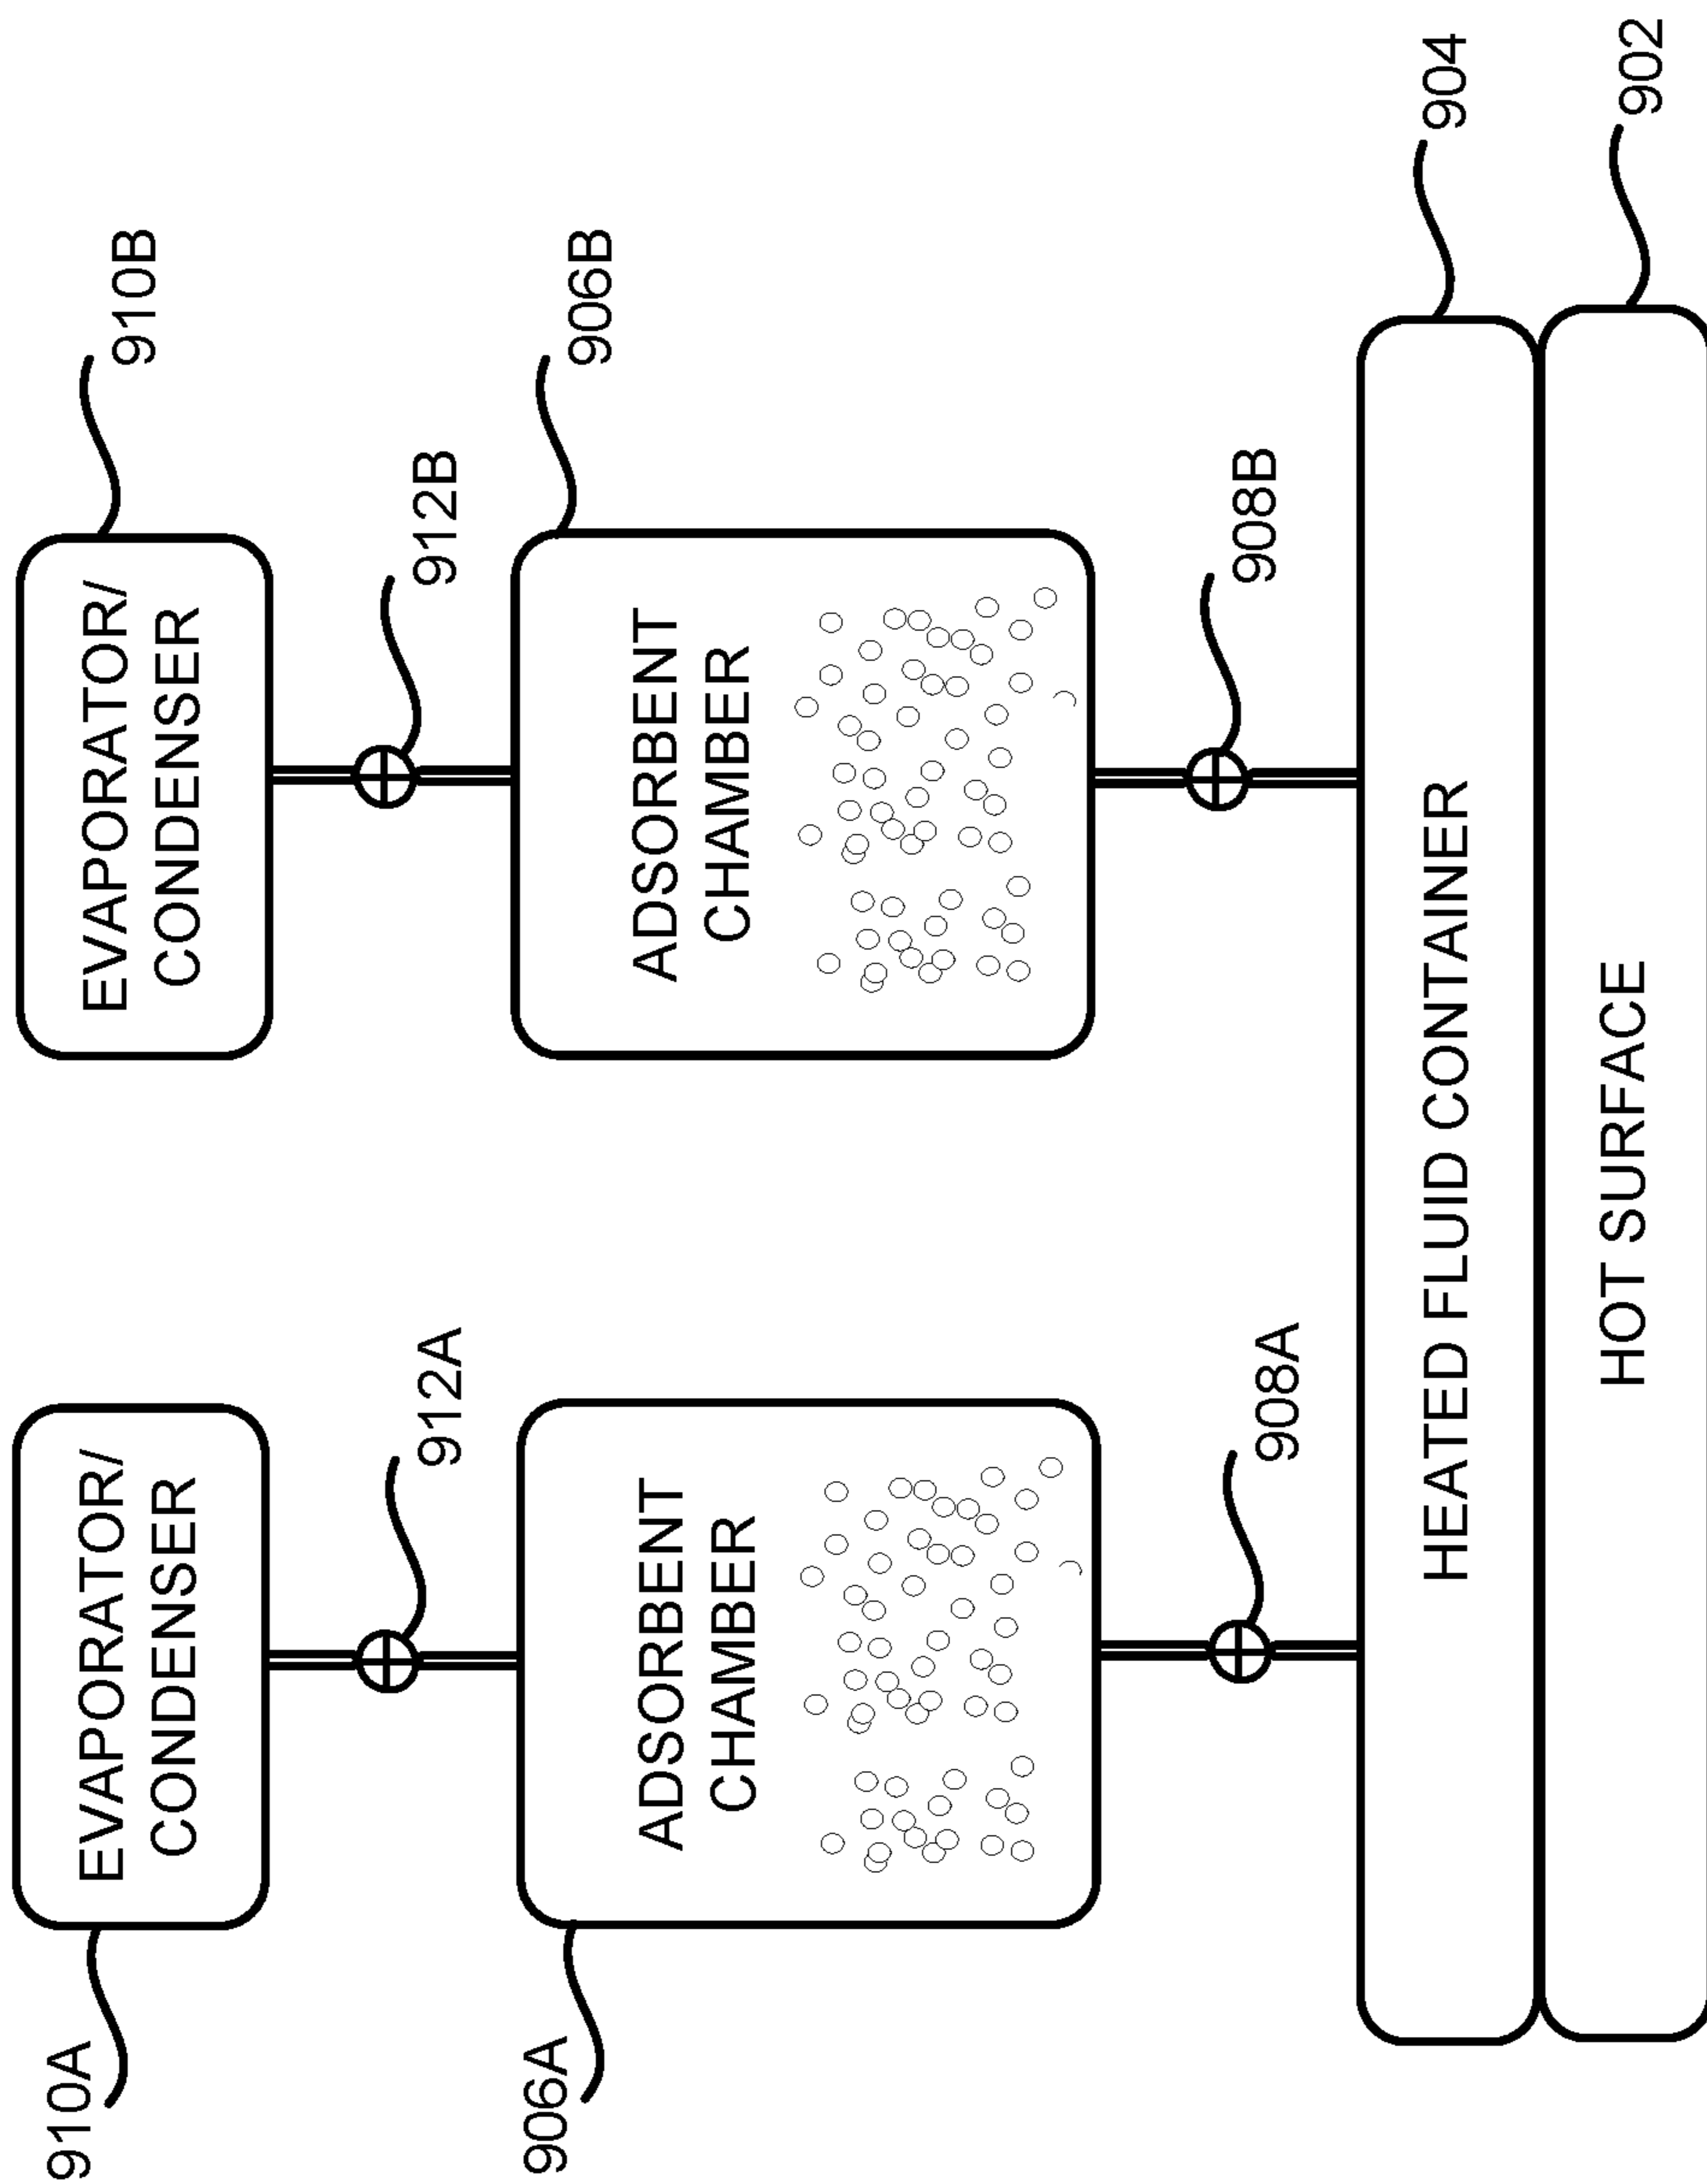 910A
EVAPORATOR/
CONDENSER
EVAPORATOR/
CONDENSER
910B
912A
912B
906A
ADSORBENT
CHAMBER
ADSORBENT
CHAMBER
906B
908A
908B
HEATED FLUID CONTAINER
904
HOT SURFACE
902